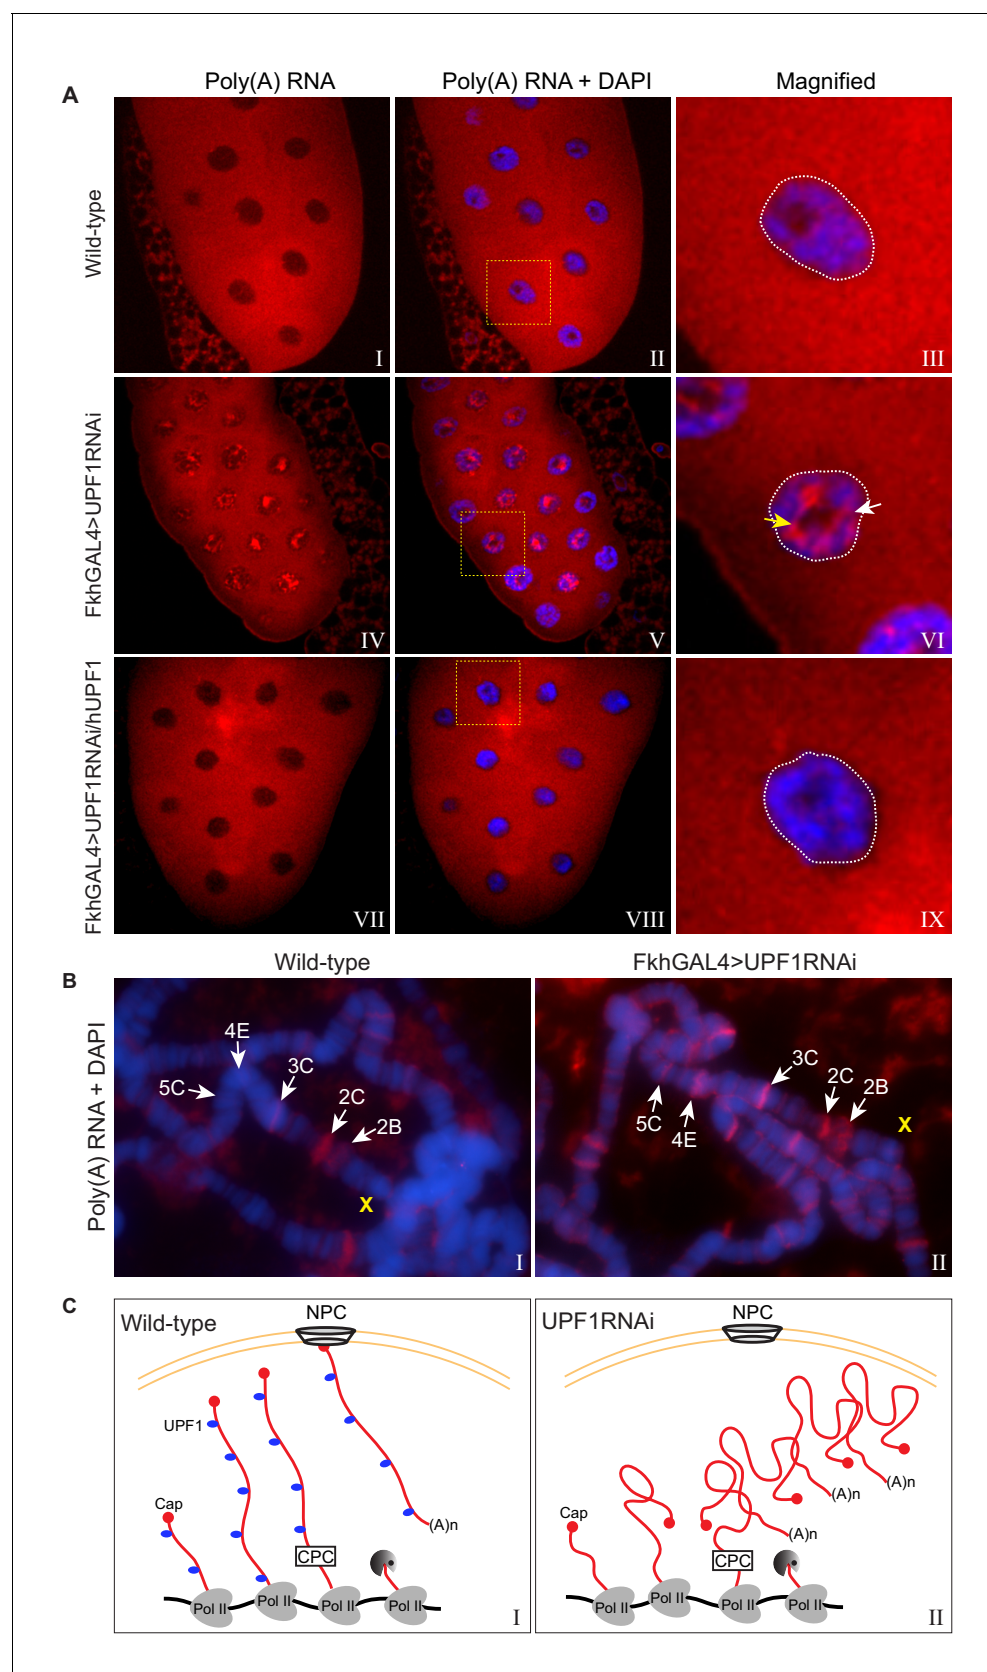 Poly(A) RNA
Poly(A) RNA + DAPI
Magnified
A
Wild-type
I
II
III
FkhGAL4>UPF1RNAi
IV
V
VI
FkhGAL4>UPF1RNAi/hUPF1
VII
VIII
IX
B
Wild-type
FkhGAL4>UPF1RNAi
Poly(A) RNA + DAPI
4E
5C
3C
2C
2B
X
I
3C
2C
2B
5C
4E
X
II
C
Wild-type
NPC
UPF1
Cap
(A)n
CPC
Pol II
Pol II
Pol II
Pol II
I
UPF1RNAi
NPC
(A)n
(A)n
(A)n
Cap
CPC
Pol II
Pol II
Pol II
Pol II
II